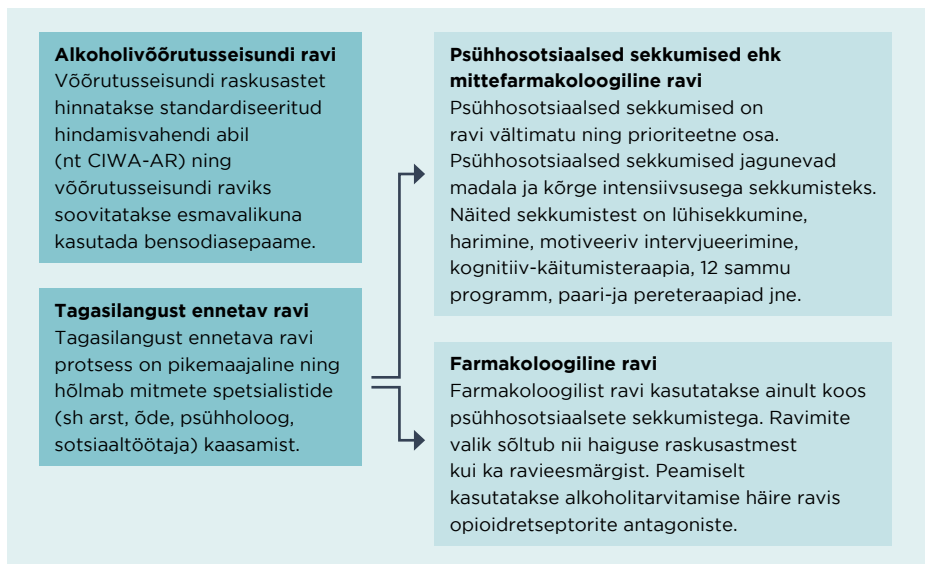 Alkoholivõõrutusseisundi ravi
Võõrutusseisundi raskusastet
hinnatakse standardiseeritud
hindamisvahendi abil
(nt CIWA-AR) ning
võõrutusseisundi raviks
soovitatakse esmavalikuna
kasutada bensodiasepaame.
Tagasilangust ennetav ravi
Tagasilangust ennetava ravi
protsess on pikemaajaline ning
hõlmab mitmete spetsialistide
(sh arst, õde, psühholoog,
sotsiaaltöötaja) kaasamist.
Psühhosotsiaalsed sekkumised ehk
mittefarmakoloogiline ravi
Psühhosotsiaalsed sekkumised on
ravi vältimatu ning prioriteetne osa.
Psühhosotsiaalsed sekkumised jagunevad
madala ja kõrge intensiivsusega sekkumisteks.
Näited sekkumistest on lühisekkumine,
harimine, motiveeriv intervjueerimine,
kognitiiv-käitumisteraapia, 12 sammu
programm, paari-ja pereteraapiad jne.
Farmakoloogiline ravi
Farmakoloogilist ravi kasutatakse ainult koos
psühhosotsiaalsete sekkumistega. Ravimite
valik sõltub nii haiguse raskusastmest
kui ka ravieesmärgist. Peamiselt
kasutatakse alkoholitarvitamise häire ravis
opioidretseptorite antagoniste.